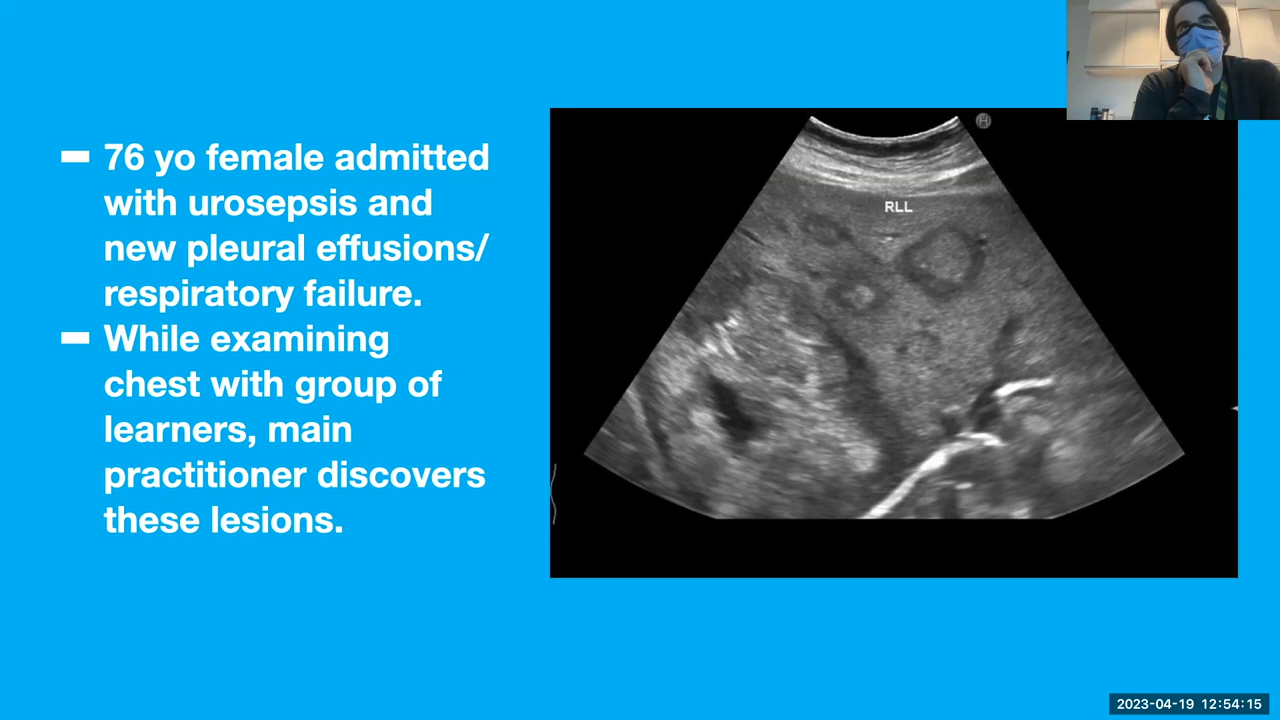 76 yo female admitted
with urosepsis and
new pleural effusions/
respiratory failure.
While examining
chest with group of
learners, main
practitioner discovers
these lesions.
H
RLL
2023-04-19 12:54:15